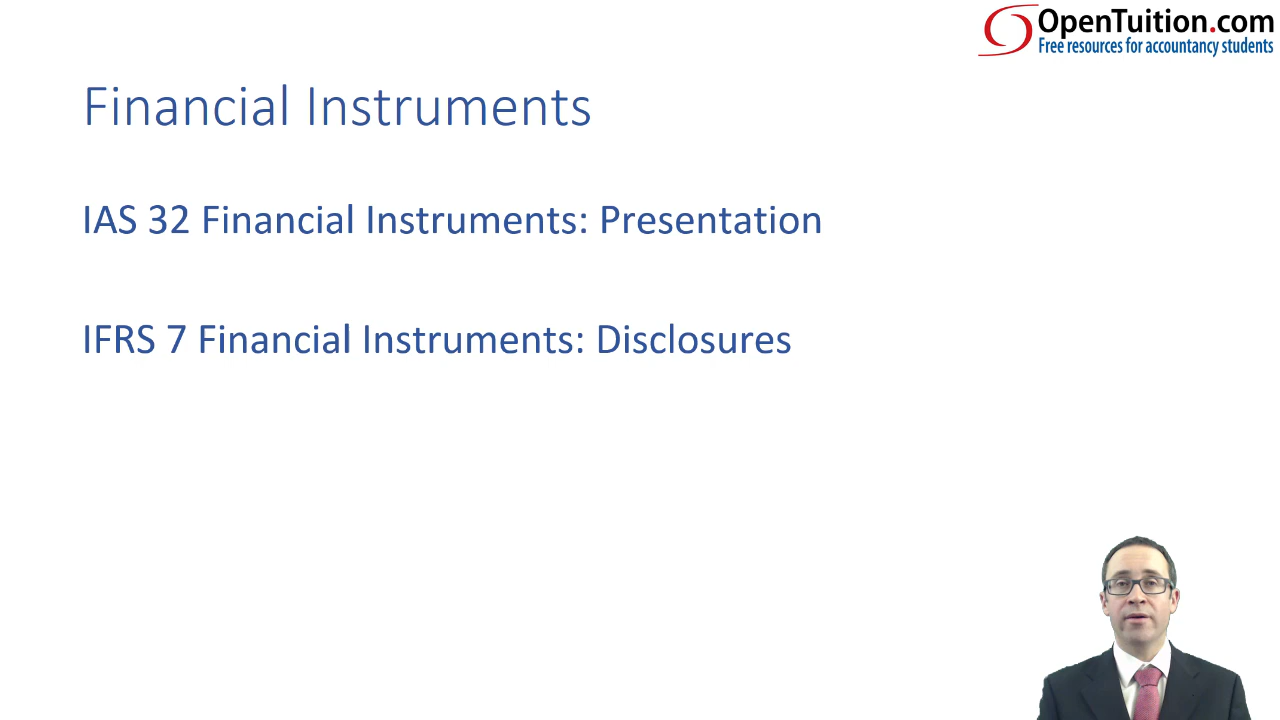 OpenTuition.com
Free resources for accountancy students
Financial Instruments
IAS 32 Financial Instruments: Presentation
IFRS 7 Financial Instruments: Disclosures